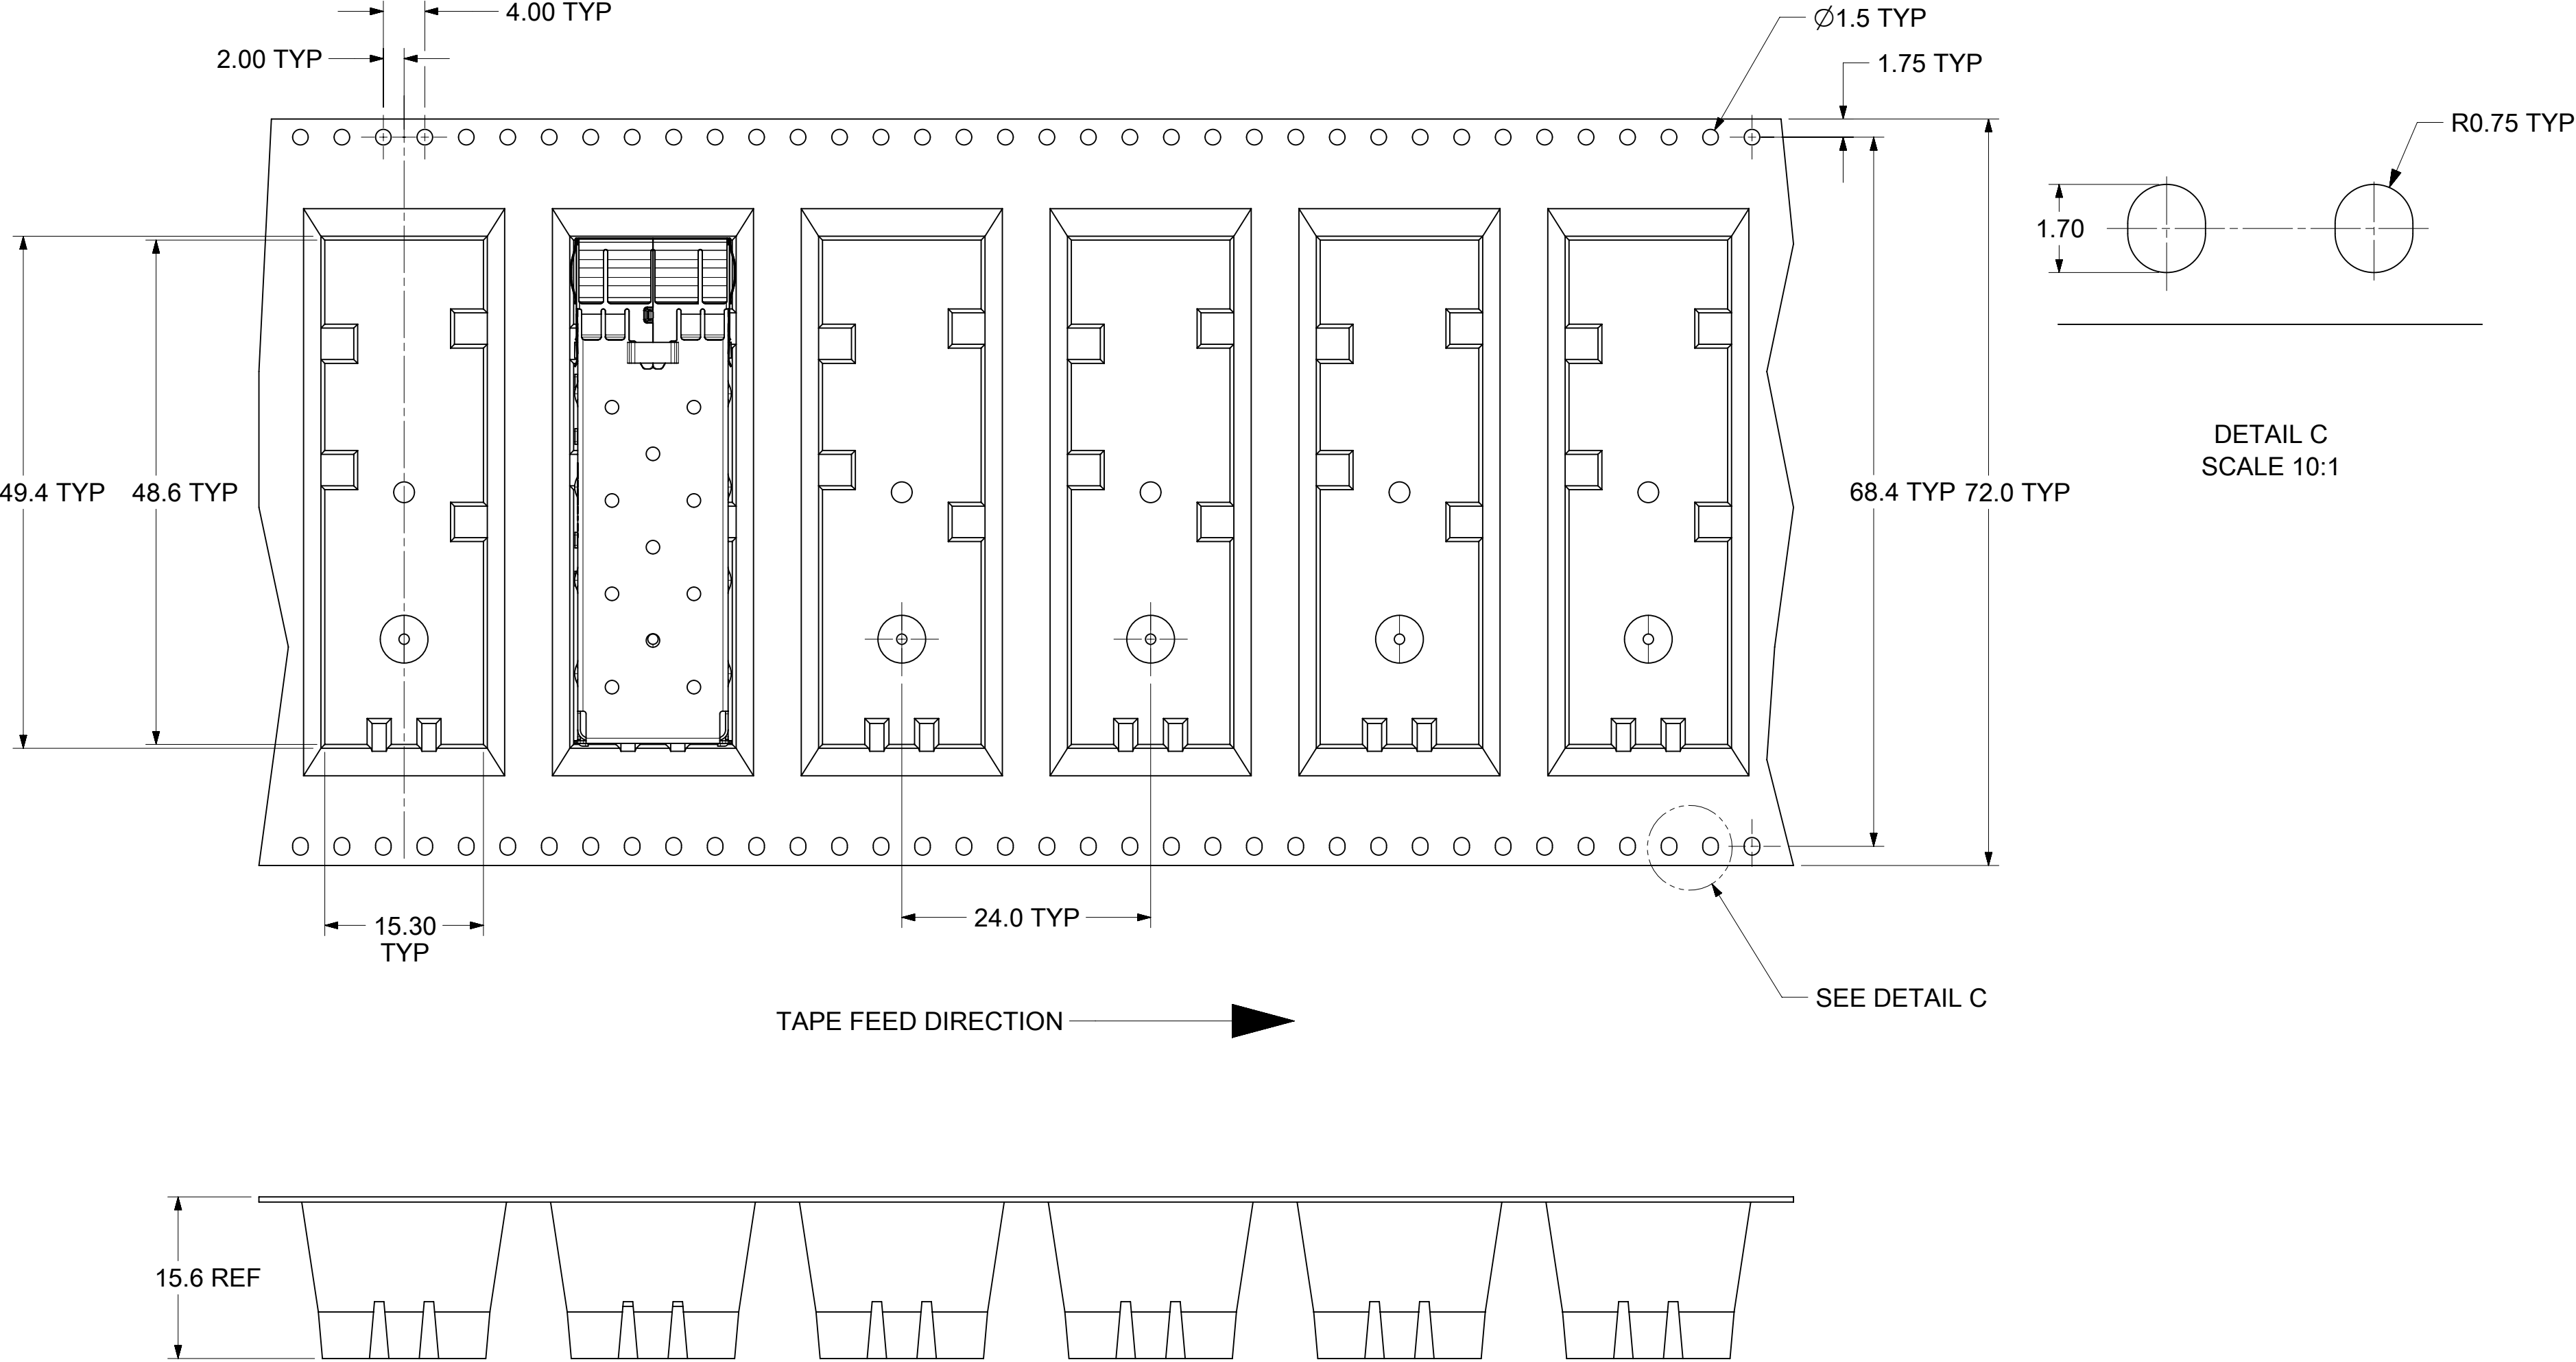 4.00 TYP
2.00 TYP
Ø1.5 TYP
1.75 TYP
R0.75 TYP
1.70
DETAIL C
SCALE 10:1
49.4 TYP
48.6 TYP
68.4 TYP
72.0 TYP
15.30
TYP
24.0 TYP
SEE DETAIL C
TAPE FEED DIRECTION
15.6 REF